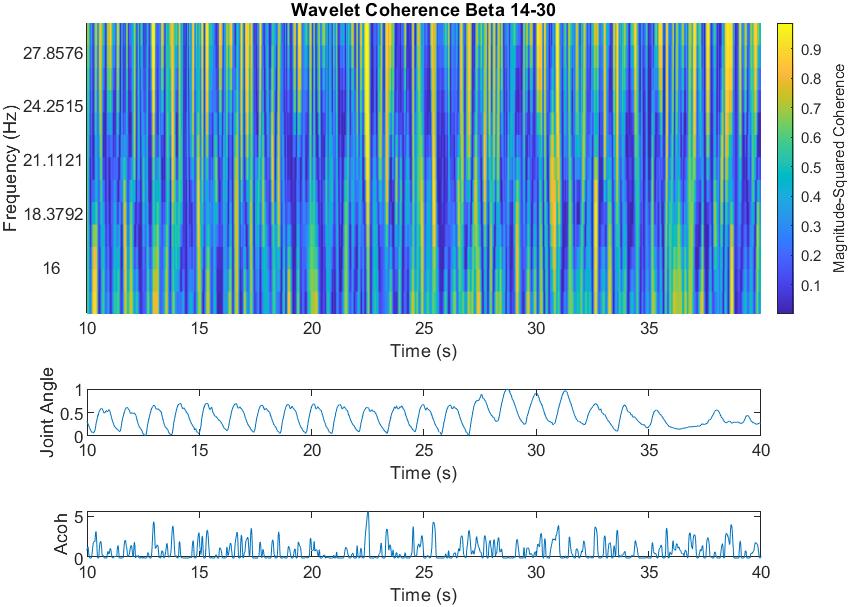 Wavelet Coherence Beta 14-30
Frequency (Hz)
27.8576
24.2515
21.1121
18.3792
16
10 15 20 25 30 35
Time (s)
0.9
0.8
0.7
0.6
0.5
0.4
0.3
0.2
0.1
Magnitude-Squared Coherence
Joint Angle
1
0.5
0
10 15 20 25 30 35 40
Time (s)
Acoh
5
0
10 15 20 25 30 35 40
Time (s)